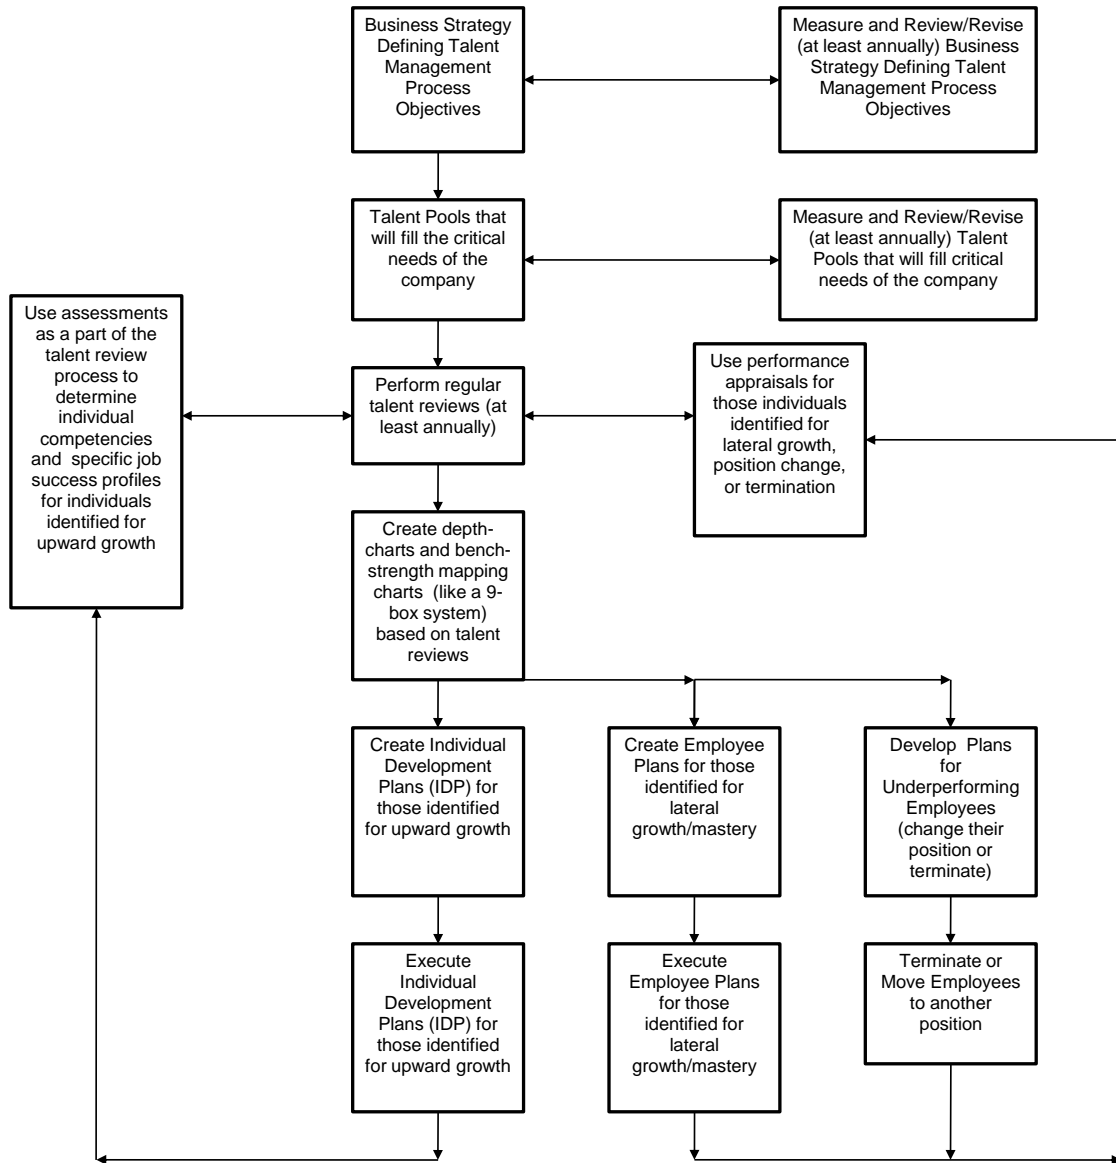 Business Strategy
Defining Talent
Management
Process
Objectives
Measure and Review/Revise
(at least annually) Business
Strategy Defining Talent
Management Process
Objectives
Talent Pools that
will fill the critical
needs of the
company
Measure and Review/Revise
(at least annually) Talent
Pools that will fill critical
needs of the company
Use assessments
as a part of the
talent review
process to
determine
individual
competencies
and specific job
success profiles
for individuals
identified for
upward growth
Perform regular
talent reviews (at
least annually)
Use performance
appraisals for
those individuals
identified for
lateral growth,
position change,
or termination
Create depth-
charts and bench-
strength mapping
charts (like a 9-
box system)
based on talent
reviews
Create Individual
Development
Plans (IDP) for
those identified
for upward growth
Create Employee
Plans for those
identified for
lateral
growth/mastery
Develop Plans
for
Underperforming
Employees
(change their
position or
terminate)
Execute
Individual
Development
Plans (IDP) for
those identified
for upward growth
Execute
Employee Plans
for those
identified for
lateral
growth/mastery
Terminate or
Move Employees
to another
position